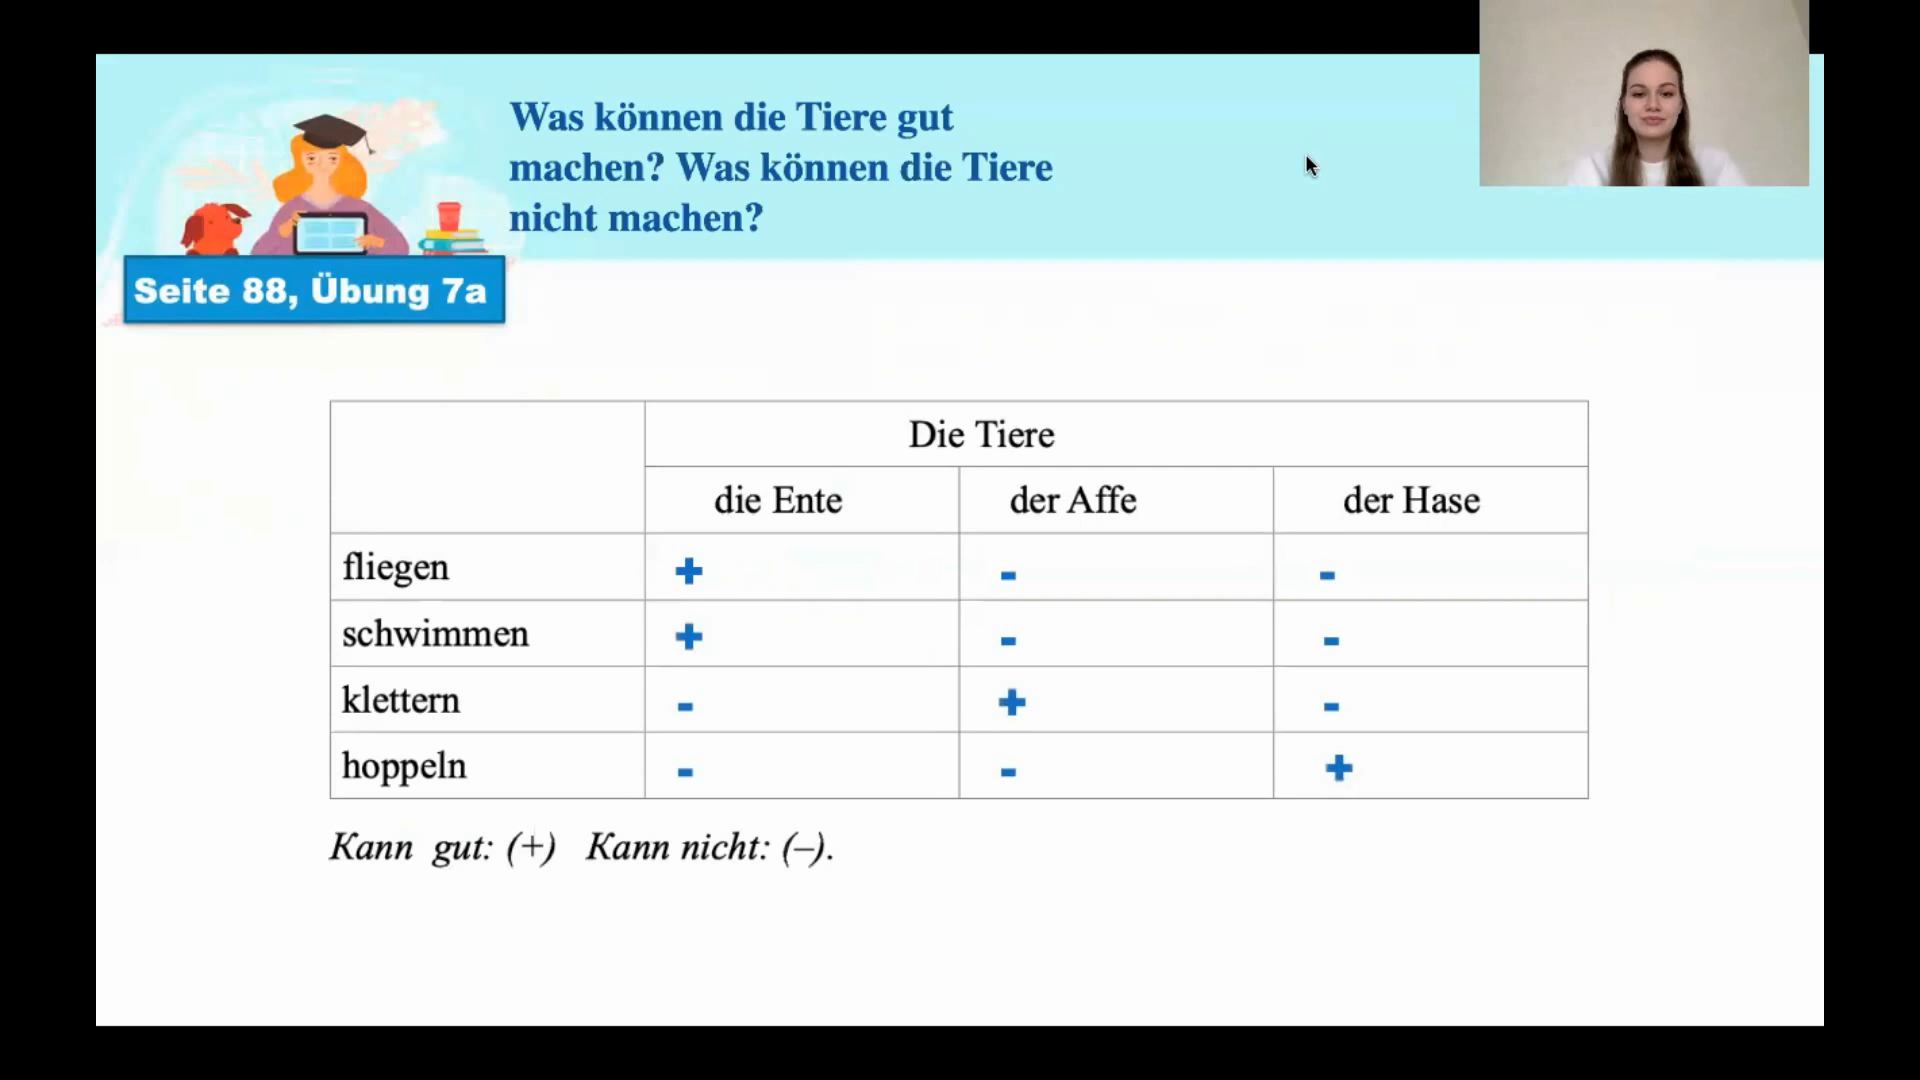 Was können die Tiere gut
machen? Was können die Tiere
nicht machen?
Seite 88, Übung 7a
Die Tiere
die Ente der Affe der Hase
fliegen + - -
schwimmen + - -
klettern - + -
hoppeln - - +
Kann gut: (+) Kann nicht: (–).